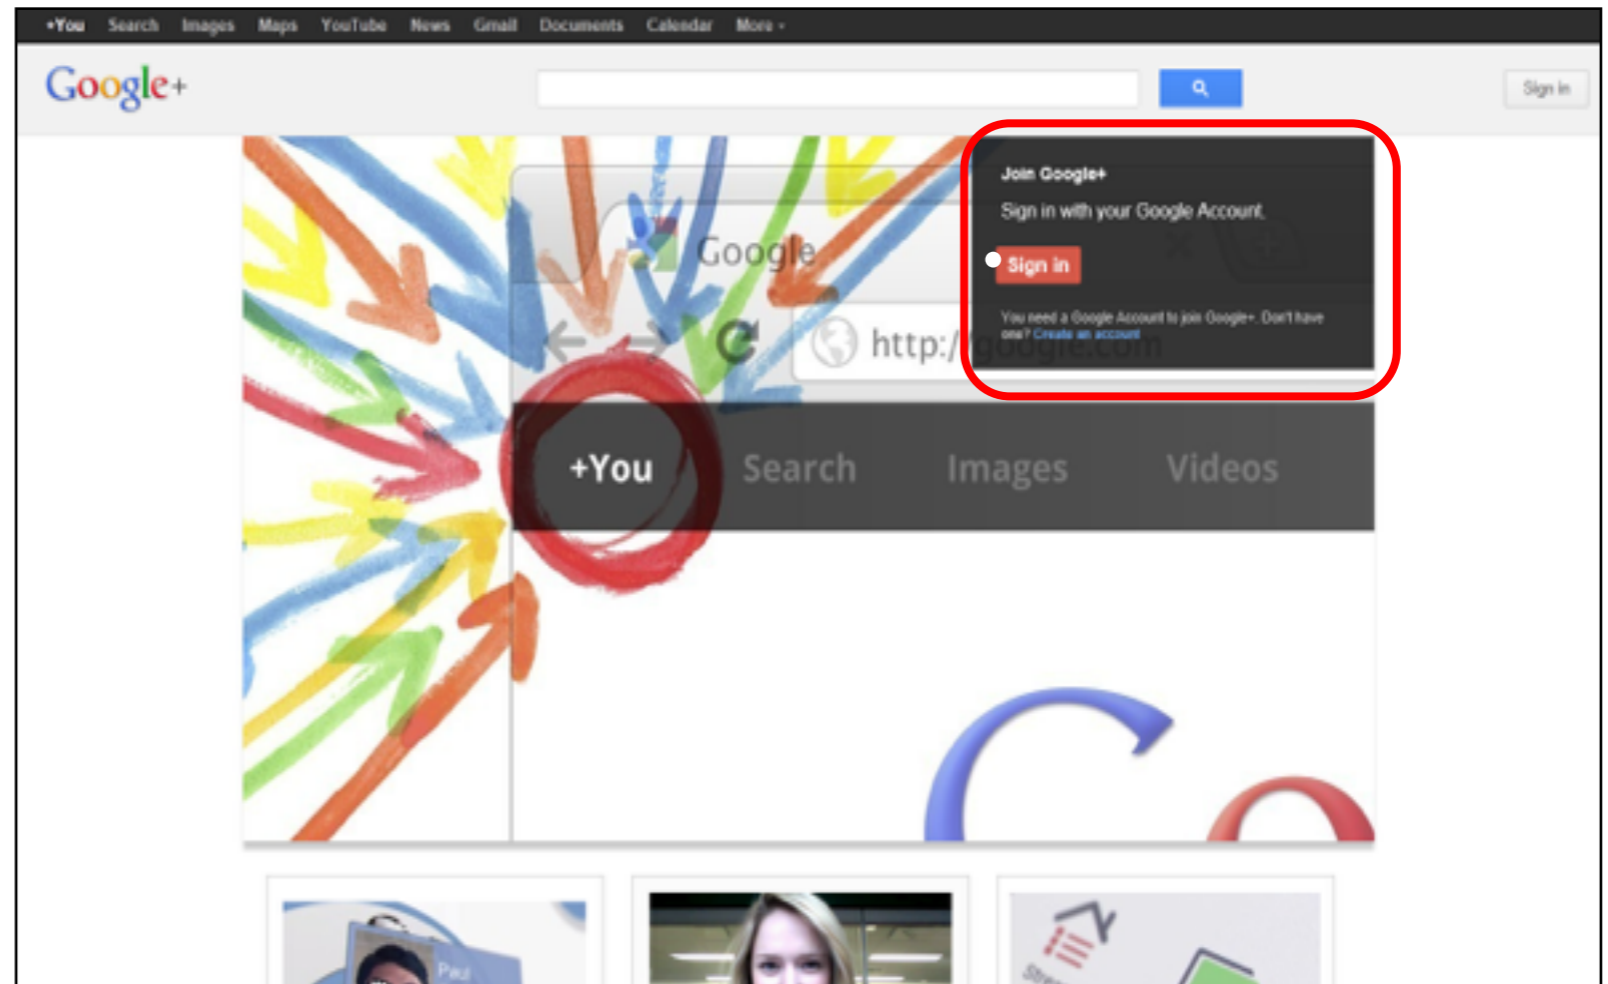 +You Search Images Maps YouTube News Gmail Documents Calendar More
Google+
Sign in
Join Google+
Sign in with your Google Account.
Sign in
You need a Google Account to join Google+. Don't have
one? Create an account
Google
http://google.com
+You Search Images Videos
Paul